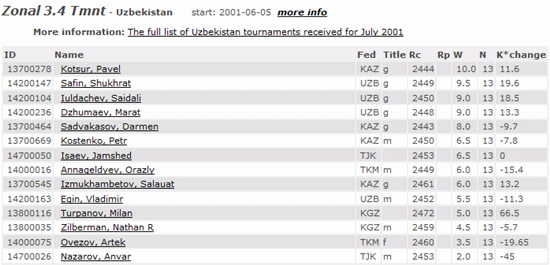 Zonal 3.4 Tmnt - Uzbekistan start: 2001-06-05 more info
More information: The full list of Uzbekistan tournaments received for July 2001
ID Name Fed Title Rc Rp W N K*change
13700278 Kotsur, Pavel KAZ g 2444 10.0 13 11.6
14200147 Safin, Shukhrat UZB g 2449 9.5 13 19.6
14200104 Iuldachev, Saidali UZB g 2450 9.0 13 18.5
14200236 Dzhumaev, Marat UZB g 2448 9.0 13 13.3
13700464 Sadvakasov, Darmen KAZ g 2443 8.0 13 -9.7
13700669 Kostenko, Petr KAZ m 2450 6.5 13 -7.8
14700050 Isaev, Jamshed TJK 2453 6.5 13 0
14000016 Annageldyev, Orazly TKM m 2449 6.0 13 -15.4
13700545 Izmukhambetov, Salauat KAZ g 2461 6.0 13 13.2
14200163 Egin, Vladimir UZB m 2452 5.5 13 -11.3
13800116 Turpanov, Milan KGZ 2472 5.0 13 66.5
13800035 Zilberman, Nathan R KGZ m 2459 4.5 13 -5.7
14000075 Ovezov, Artek TKM f 2460 3.5 13 -19.65
14700026 Nazarov, Anvar TJK m 2453 2.0 13 -45